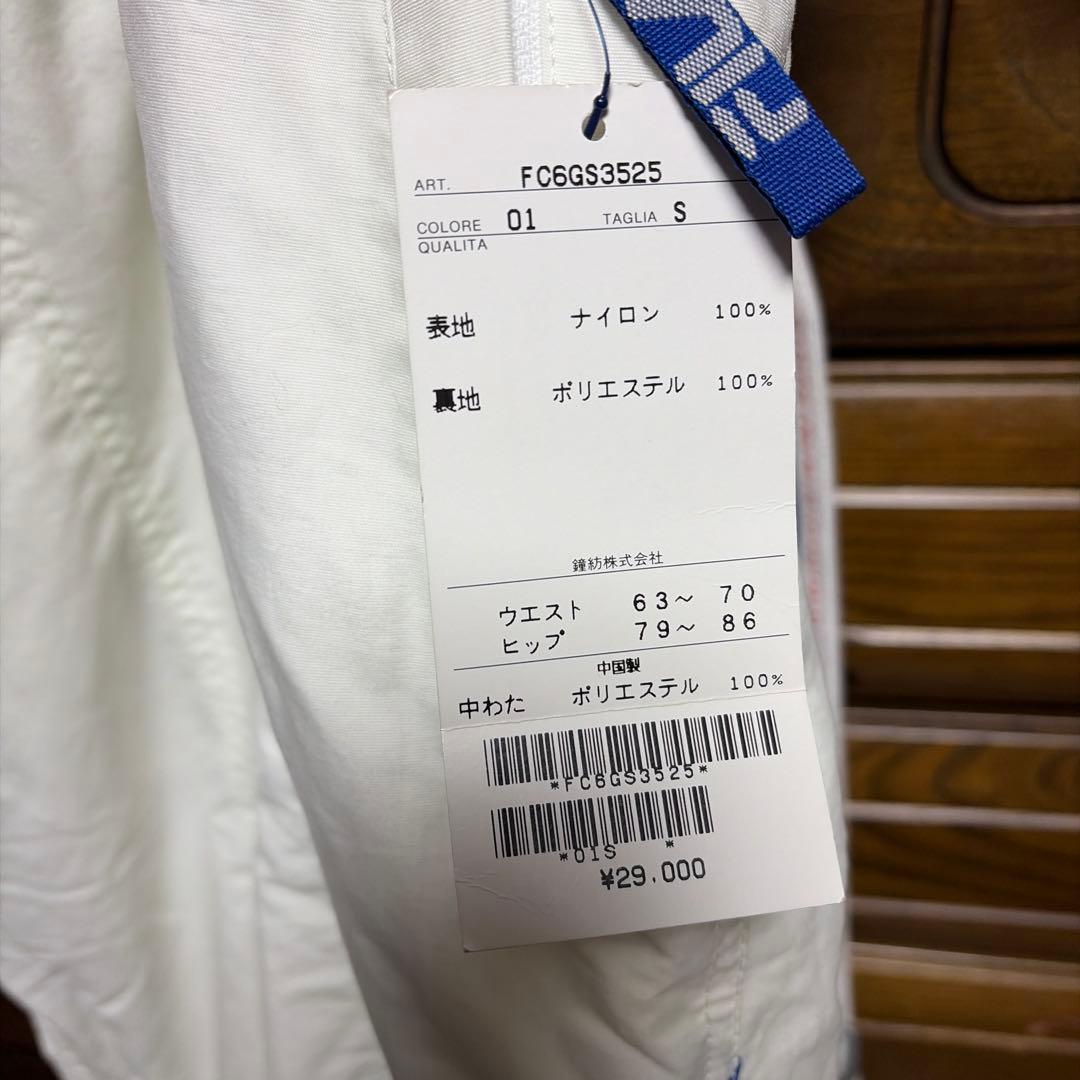 ART. FC6GS3525
COLORE 01 TAGLIA S
QUALITA
表地 ナイロン 100%
裏地 ポリエステル 100%
鐘紡株式会社
ウエスト 63～ 70
ヒップ 79～ 86
中国製
中わた ポリエステル 100%
*FC6GS3525*
*01S *
¥29,000